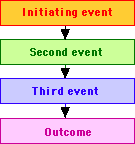 Initiating event
Second event
Third event
Outcome